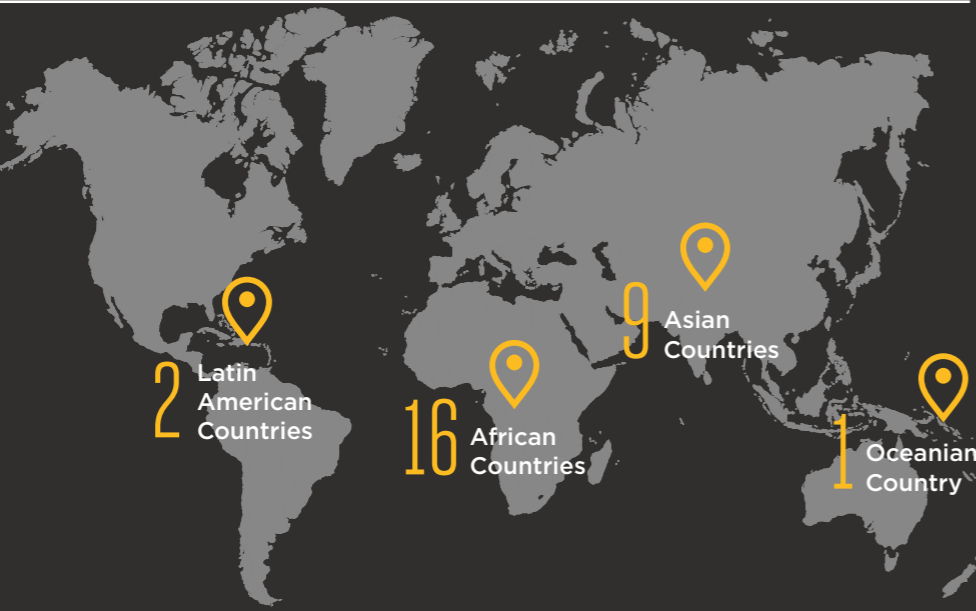 9
Asian
Countries
2
Latin
American
Countries
16
African
Countries
1
Oceanian
Country